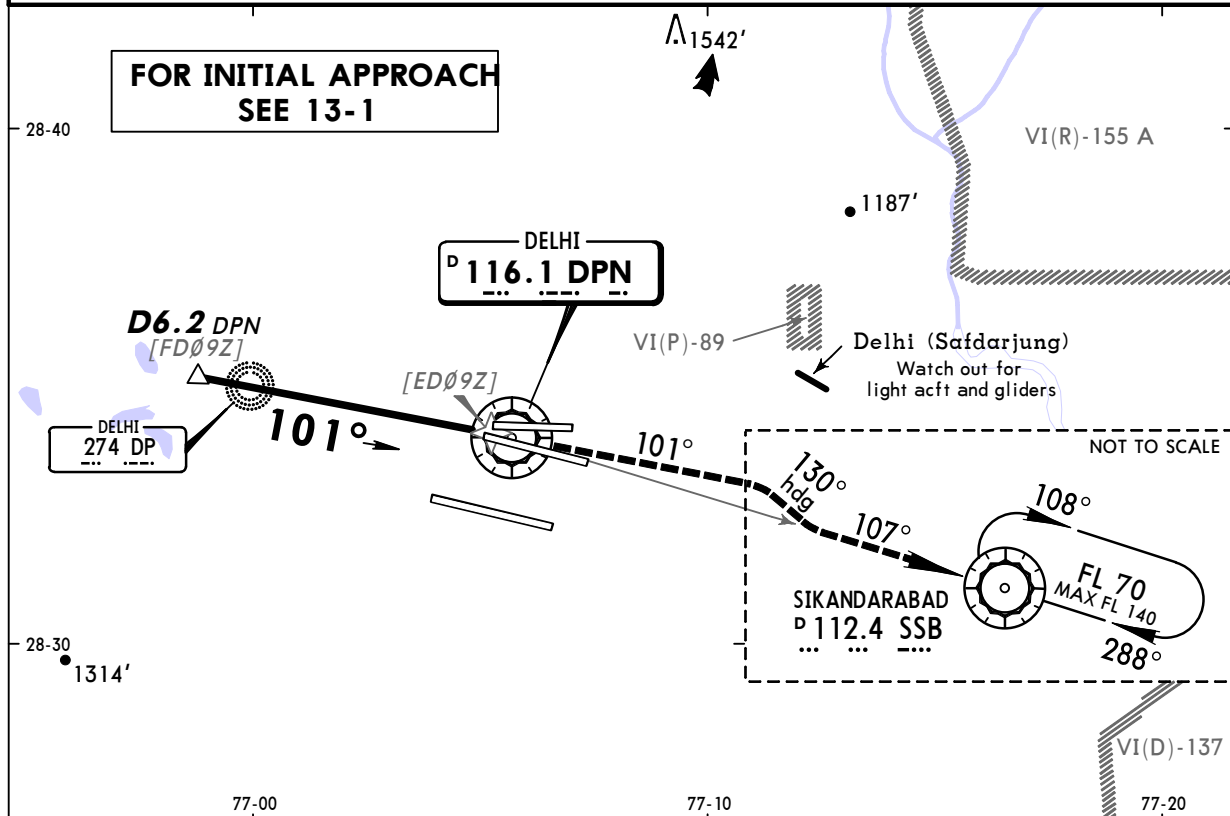 FOR INITIAL APPROACH
SEE 13-1
1542'
28-40
VI(R)-155 A
1187'
DELHI
D 116.1 DPN
D6.2 DPN
[FDØ9Z]
VI(P)-89
Delhi (Safdarjung)
Watch out for
light acft and gliders
[EDØ9Z]
DELHI
274 DP
101°
101°
NOT TO SCALE
130°
hdg
108°
107°
FL 70
MAX FL 140
SIKANDARABAD
D 112.4 SSB
288°
28-30
1314'
VI(D)-137
77-00
77-10
77-20